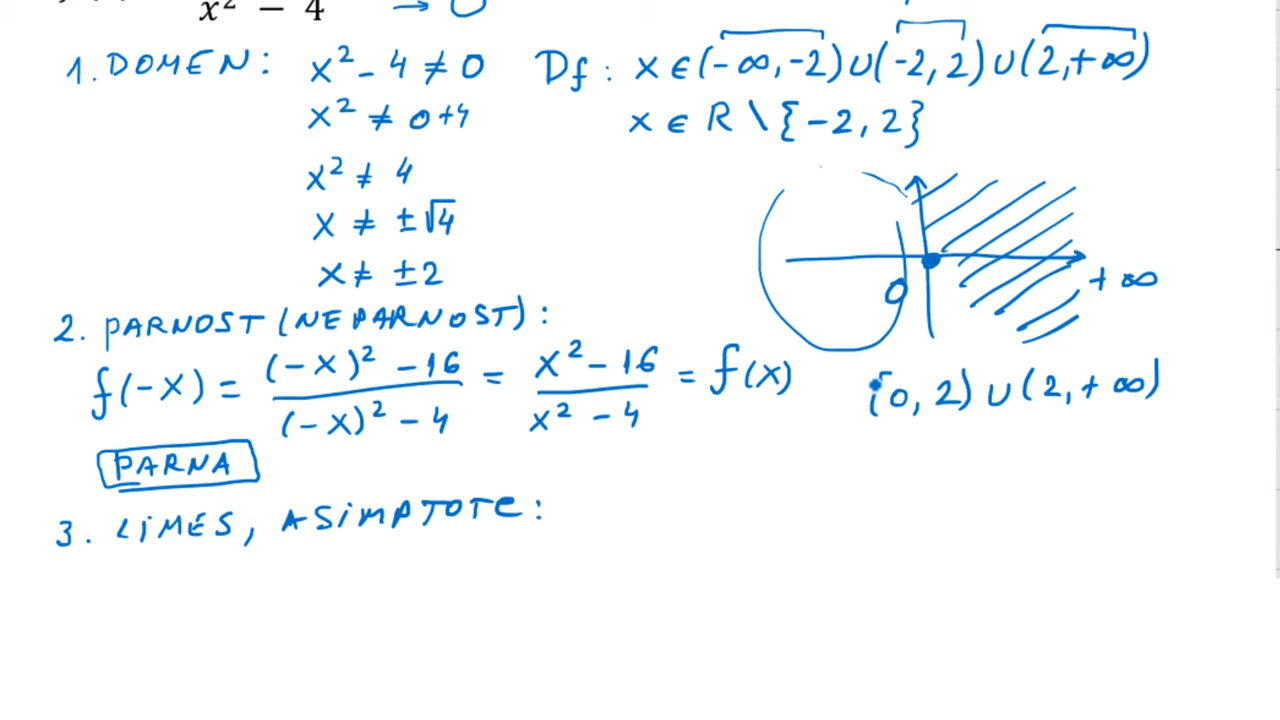 x² − 4 → 0
1. DOMEN: x² - 4 ≠ 0 Df: x ∈ (-∞, -2) ∪ (-2, 2) ∪ (2, +∞)
x² ≠ 0+4 x ∈ R \ {-2, 2}
x² ≠ 4
x ≠ ±√4
x ≠ ±2
0 +∞
2. PARNOST (NEPARNOST):
f(-x) = ((-x)² - 16)/((-x)² - 4) = (x² - 16)/(x² - 4) = f(x) [0, 2) ∪ (2, +∞)
PARNA
3. LIMES, ASIMPTOTE: